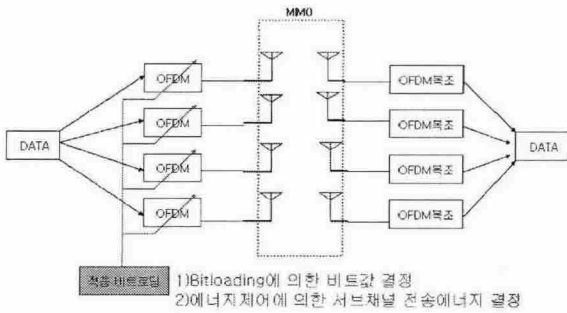 MIMO
OFDM
OFDM
OFDM
OFDM
DATA
OFDM복조
OFDM복조
OFDM복조
OFDM복조
DATA
적응 비트로딩
1)Bitloading에 의한 비트값 결정
2)에너지제어에 의한 서브채널 전송에너지 결정